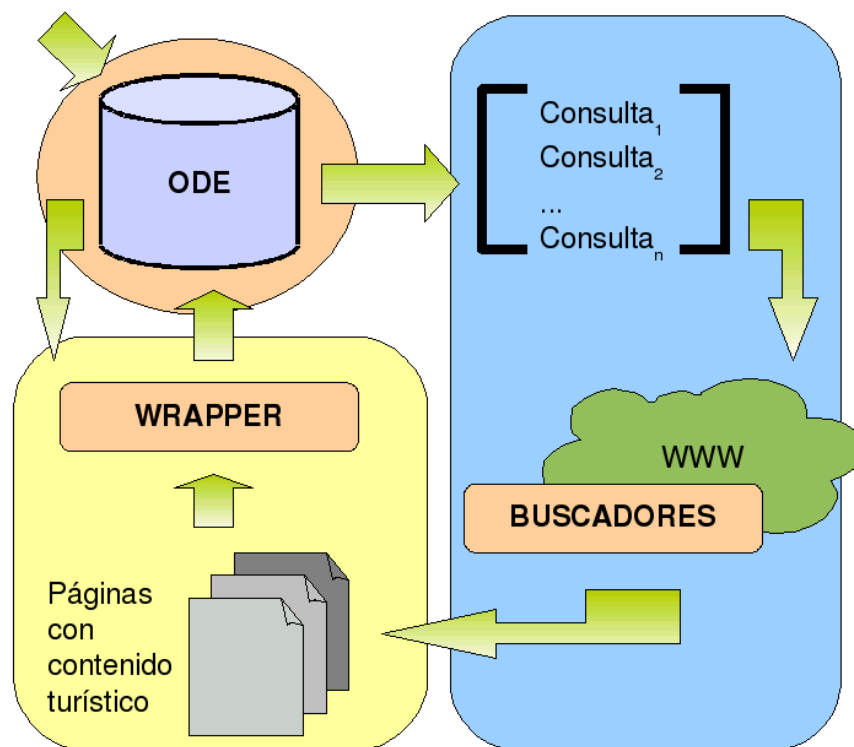 ODE
Consulta1
Consulta2
...
Consultan
WRAPPER
WWW
BUSCADORES
Páginas
con
contenido
turístico